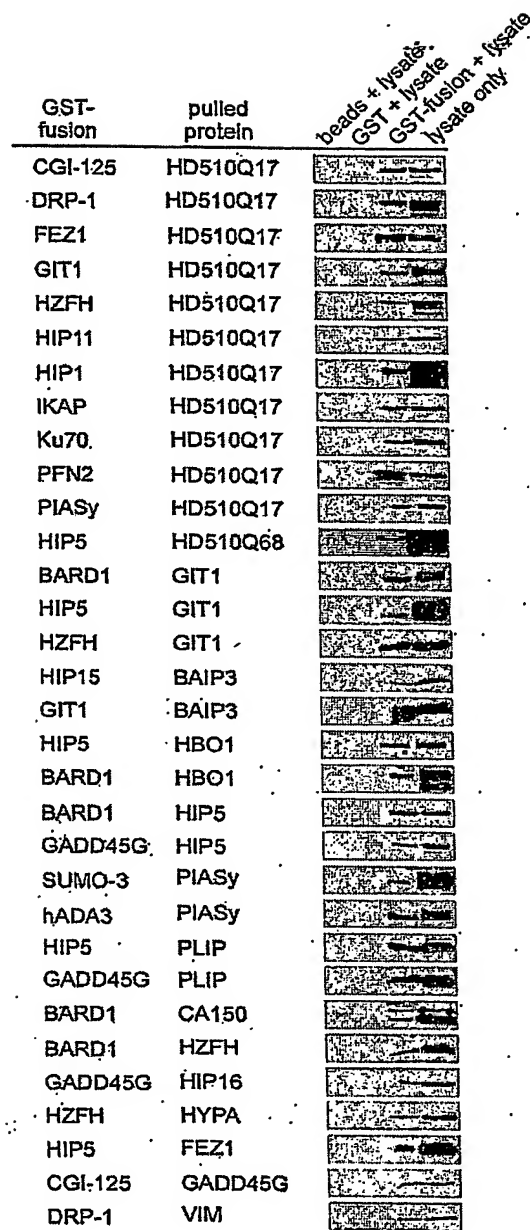 beads + lysate
GST + lysate
GST-fusion + lysate
lysate only
GST-fusion pulled protein
CGI-125 HD510Q17
DRP-1 HD510Q17
FEZ1 HD510Q17
GIT1 HD510Q17
HZFH HD510Q17
HIP11 HD510Q17
HIP1 HD510Q17
IKAP HD510Q17
Ku70 HD510Q17
PFN2 HD510Q17
PIASy HD510Q17
HIP5 HD510Q68
BARD1 GIT1
HIP5 GIT1
HZFH GIT1
HIP15 BAIP3
GIT1 BAIP3
HIP5 HBO1
BARD1 HBO1
BARD1 HIP5
GADD45G HIP5
SUMO-3 PIASy
hADA3 PIASy
HIP5 PLIP
GADD45G PLIP
BARD1 CA150
BARD1 HZFH
GADD45G HIP16
HZFH HYPA
HIP5 FEZ1
CGI-125 GADD45G
DRP-1 VIM